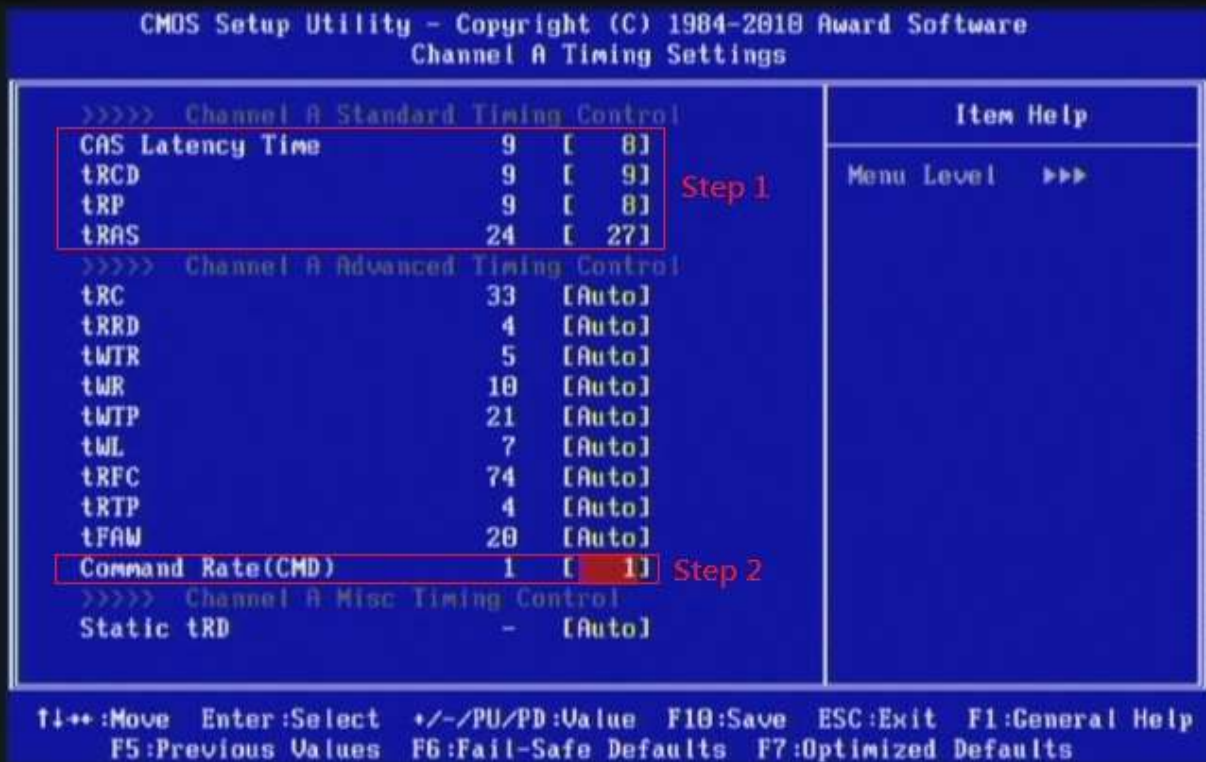 CMOS Setup Utility - Copyright (C) 1984-2010 Award Software
Channel A Timing Settings
>>>>> Channel A Standard Timing Control
Item Help
CAS Latency Time 9 [ 8]
tRCD 9 [ 9]
Step 1
Menu Level ►►►
tRP 9 [ 8]
tRAS 24 [ 27]
>>>>> Channel A Advanced Timing Control
tRC 33 [Auto]
tRRD 4 [Auto]
tWTR 5 [Auto]
tWR 10 [Auto]
tWTP 21 [Auto]
tWL 7 [Auto]
tRFC 74 [Auto]
tRTP 4 [Auto]
tFAW 20 [Auto]
Command Rate(CMD) 1 [ 1]
Step 2
>>>>> Channel A Misc Timing Control
Static tRD - [Auto]
↑↓→←:Move Enter:Select +/-/PU/PD:Value F10:Save ESC:Exit F1:General Help
F5:Previous Values F6:Fail-Safe Defaults F7:Optimized Defaults